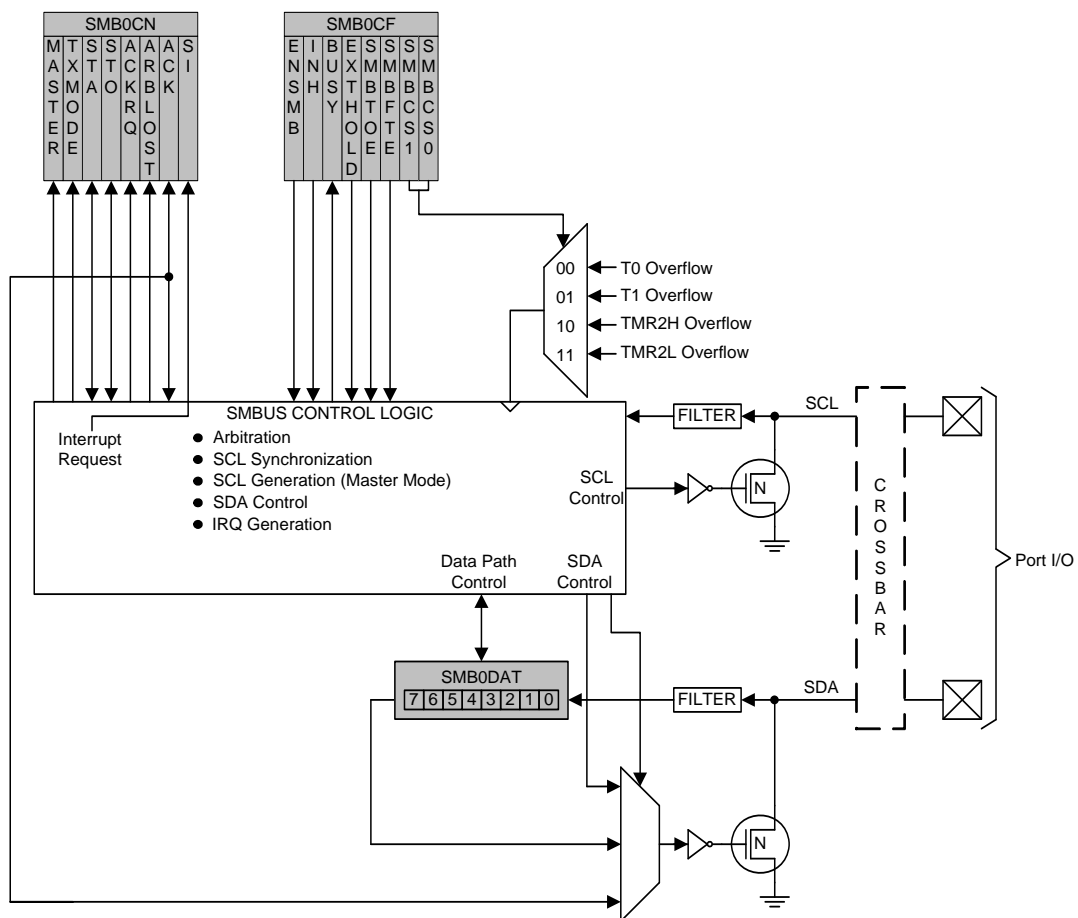 SMB0CN
MASTER
TXMODE
STA
STO
ACKRQ
ARBLOST
ACK
SI
SMB0CF
ENSMB
INH
BUSY
EXTHOLD
SMBTOE
SMBFTE
SMBCS1
SMBCS0
00
01
10
11
T0 Overflow
T1 Overflow
TMR2H Overflow
TMR2L Overflow
SMBUS CONTROL LOGIC
Interrupt
Request
● Arbitration
● SCL Synchronization
● SCL Generation (Master Mode)
● SDA Control
● IRQ Generation
SCL
Control
Data Path
Control
SDA
Control
FILTER
SCL
N
CROSSBAR
Port I/O
SMB0DAT
7 6 5 4 3 2 1 0
FILTER
SDA
N